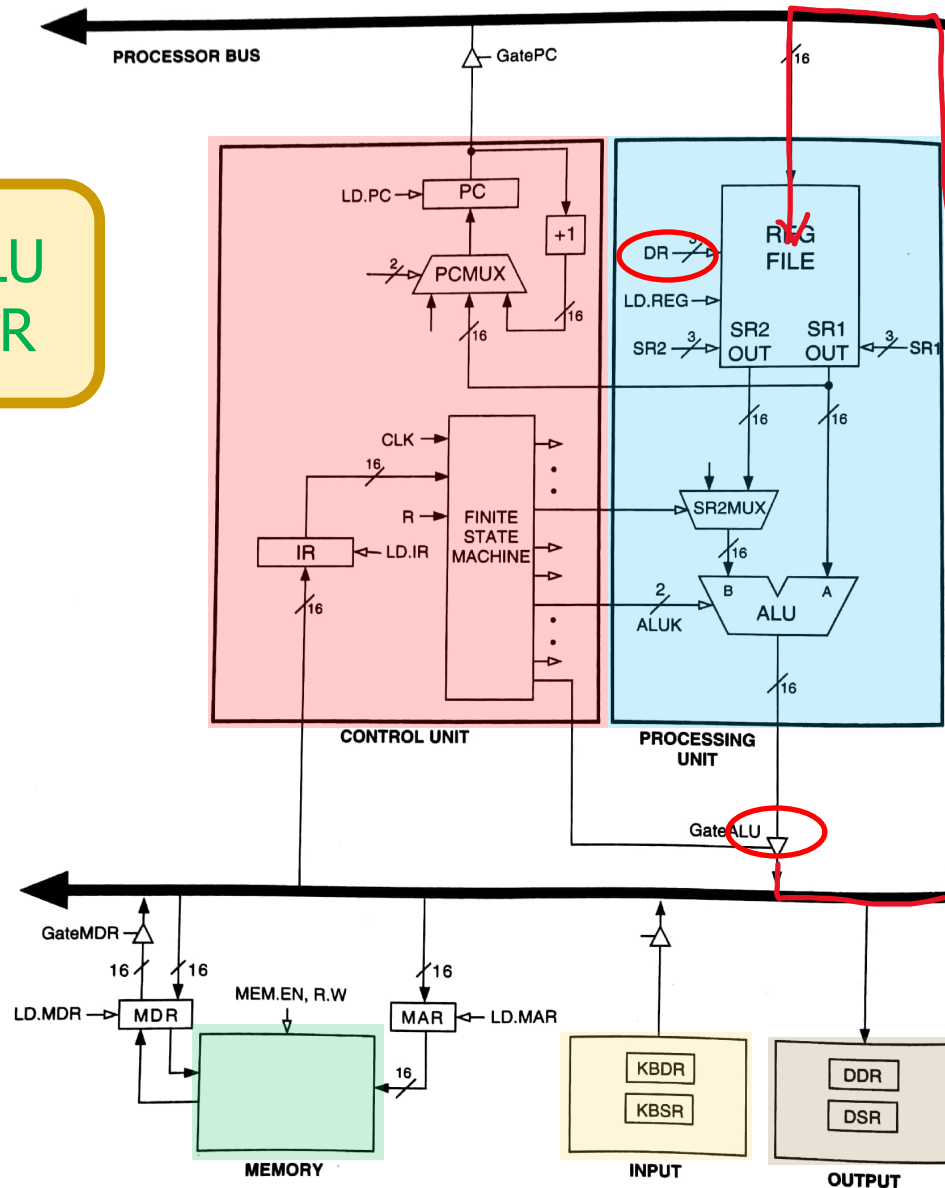 PROCESSOR BUS
GatePC
16
LU
R
LD.PC
PC
+1
2
PCMUX
16
16
DR
3
REG
FILE
LD.REG
SR2
3
SR2
OUT
SR1
OUT
3
SR1
16
16
CLK
16
R
FINITE
STATE
MACHINE
IR
LD.IR
16
SR2MUX
16
B
A
ALU
2
ALUK
16
CONTROL UNIT
PROCESSING
UNIT
GateALU
GateMDR
16
16
16
MEM.EN, R.W
LD.MDR
MDR
MAR
LD.MAR
16
KBDR
KBSR
DDR
DSR
MEMORY
INPUT
OUTPUT